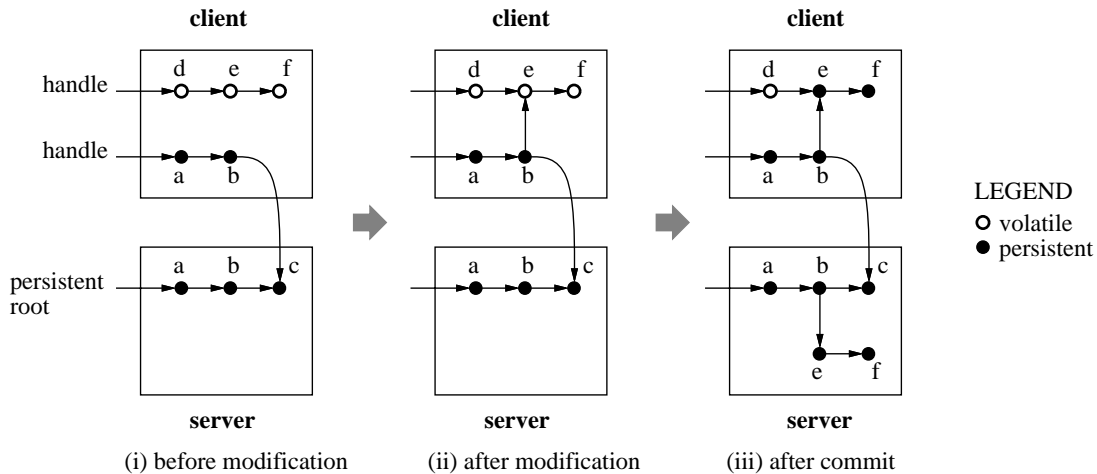 client client client
handle d e f d e f d e f
handle
a b a b a b
LEGEND
volatile
persistent
persistent root
a b c a b c a b c
e f
server server server
(i) before modification (ii) after modification (iii) after commit